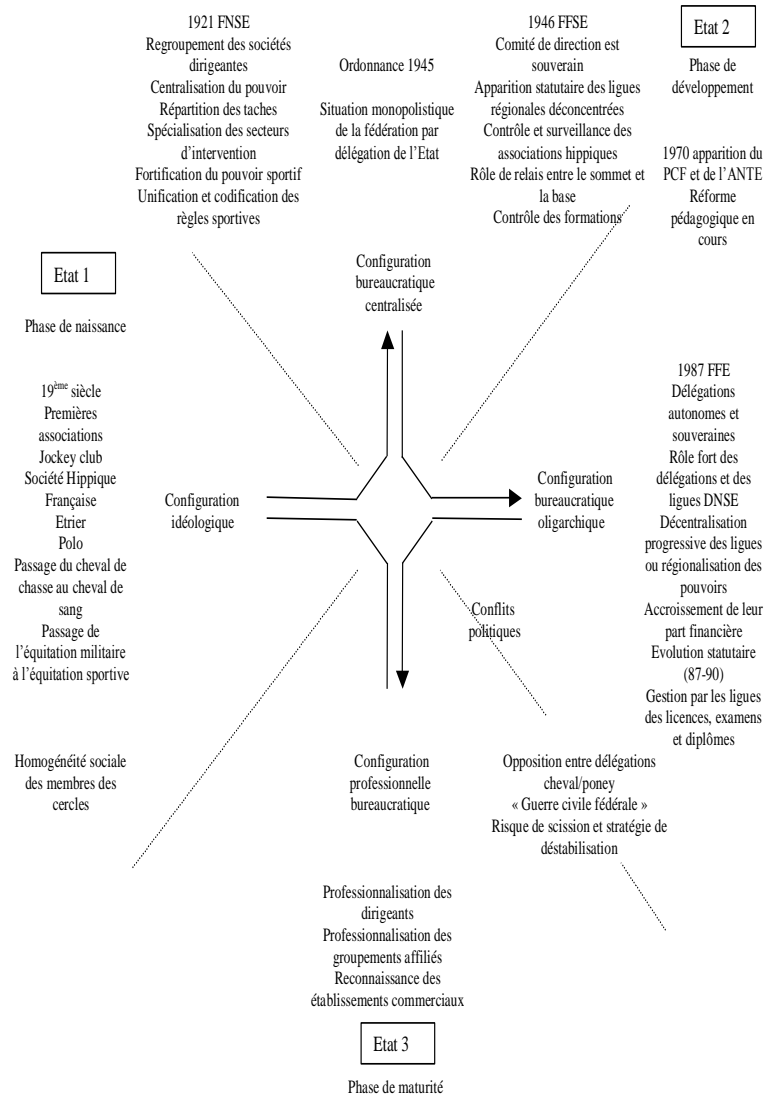 1921 FNSE
Regroupement des sociétés
dirigeantes
Centralisation du pouvoir
Répartition des taches
Spécialisation des secteurs
d'intervention
Fortification du pouvoir sportif
Unification et codification des
règles sportives
Ordonnance 1945
Situation monopolistique
de la fédération par
délégation de l'Etat
1946 FFSE
Comité de direction est
souverain
Apparition statutaire des ligues
régionales déconcentrées
Contrôle et surveillance des
associations hippiques
Rôle de relais entre le sommet et
la base
Contrôle des formations
Etat 2
Phase de
développement
1970 apparition du
PCF et de l'ANTE
Réforme
pédagogique en
cours
Etat 1
Phase de naissance
19ème siècle
Premières
associations
Jockey club
Société Hippique
Française
Etrier
Polo
Passage du cheval de
chasse au cheval de
sang
Passage de
l'équitation militaire
à l'équitation sportive
Homogénéité sociale
des membres des
cercles
Configuration
bureaucratique
centralisée
Configuration
idéologique
Configuration
bureaucratique
oligarchique
Conflits
politiques
1987 FFE
Délégations
autonomes et
souveraines
Rôle fort des
délégations et des
ligues DNSE
Décentralisation
progressive des ligues
ou régionalisation des
pouvoirs
Accroissement de leur
part financière
Evolution statutaire
(87-90)
Gestion par les ligues
des licences, examens
et diplômes
Configuration
professionnelle
bureaucratique
Opposition entre délégations
cheval/poney
« Guerre civile fédérale »
Risque de scission et stratégie de
déstabilisation
Professionnalisation des
dirigeants
Professionnalisation des
groupements affiliés
Reconnaissance des
établissements commerciaux
Etat 3
Phase de maturité